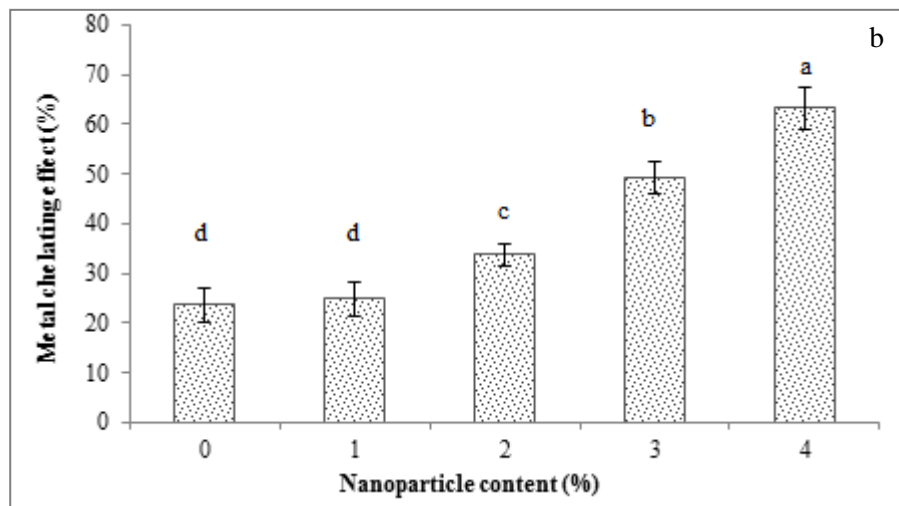 80
b
70
a
60
b
50
40
c
d
d
30
20
10
0
Metal chelating effect (%)
0 1 2 3 4
Nanoparticle content (%)